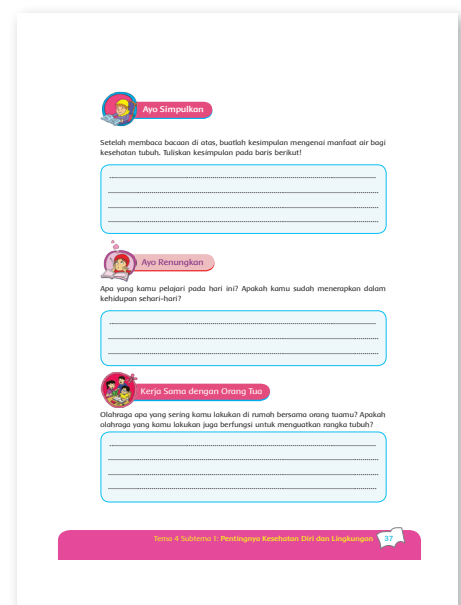 Ayo Simpulkan
Setelah membaca bacaan di atas, buatlah kesimpulan mengenai manfaat air bagi
kesehatan tubuh. Tuliskan kesimpulan pada baris berikut!
Ayo Renungkan
Apa yang kamu pelajari pada hari ini? Apakah kamu sudah menerapkan dalam
kehidupan sehari-hari?
Kerja Sama dengan Orang Tua
Olahraga apa yang sering kamu lakukan di rumah bersama orang tuamu? Apakah
olahraga yang kamu lakukan juga berfungsi untuk menguatkan rangka tubuh?
Tema 4 Subtema 1: Pentingnya Kesehatan Diri dan Lingkungan 37